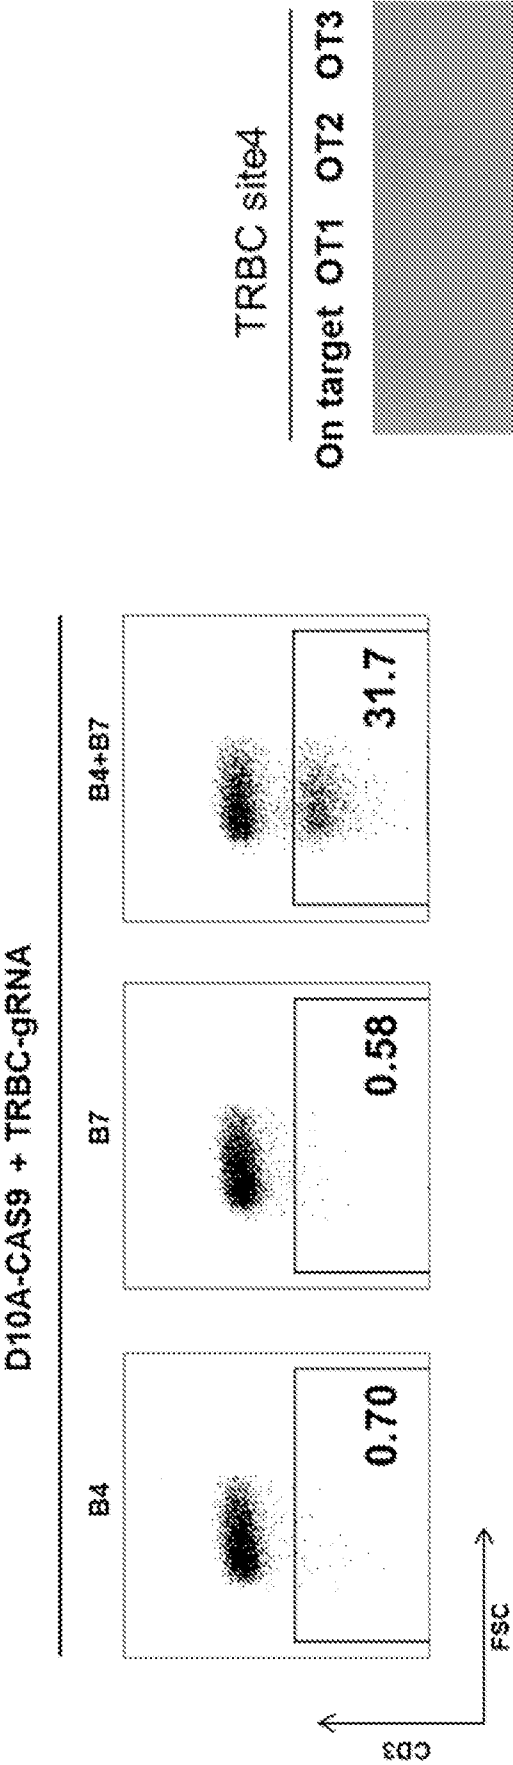 D10A-CAS9 + TRBC-gRNA
B4
B7
B4+B7
0.70
0.58
31.7
CD3
FSC
TRBC site4
On target OT1 OT2 OT3